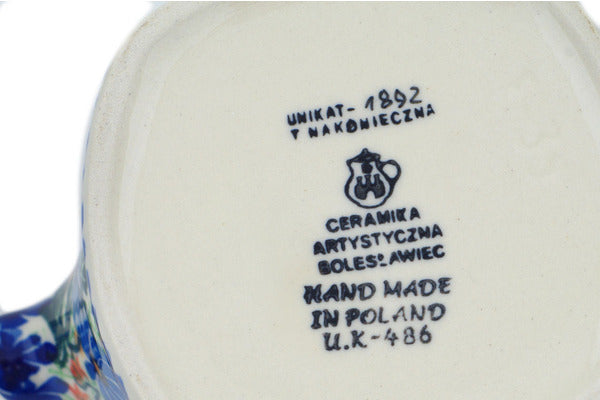 UNIKAT- 1892
T NAKONIECZNA
CERAMIKA
ARTYSTYCZNA
BOLESŁAWIEC
HAND MADE
IN POLAND
U.K-486